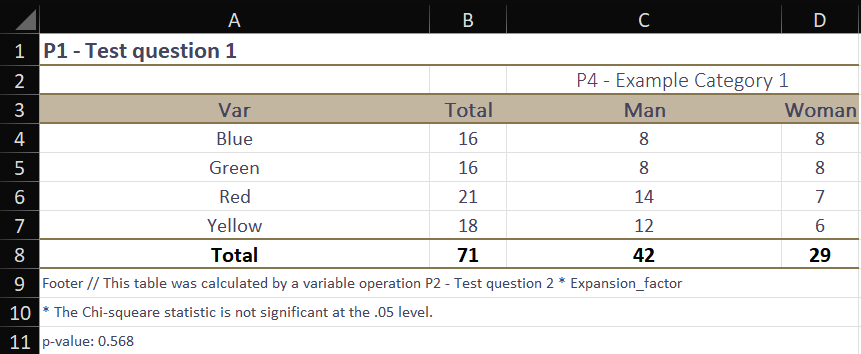 A B C D
1 P1 - Test question 1
2 P4 - Example Category 1
3 Var Total Man Woman
4 Blue 16 8 8
5 Green 16 8 8
6 Red 21 14 7
7 Yellow 18 12 6
8 Total 71 42 29
9 Footer // This table was calculated by a variable operation P2 - Test question 2 * Expansion_factor
10 * The Chi-squeare statistic is not significant at the .05 level.
11 p-value: 0.568